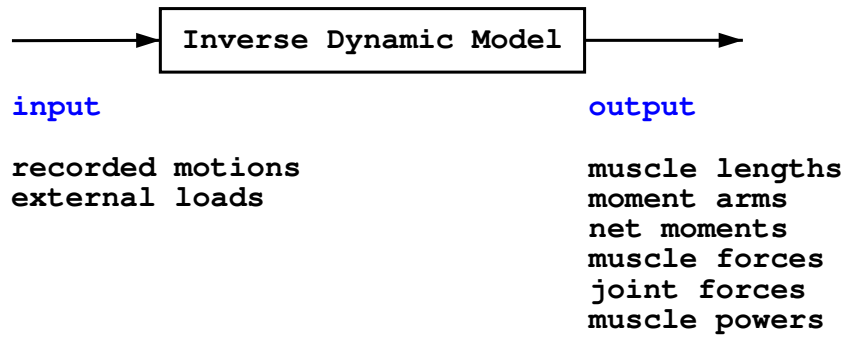 Inverse Dynamic Model
input
recorded motions
external loads
output
muscle lengths
moment arms
net moments
muscle forces
joint forces
muscle powers